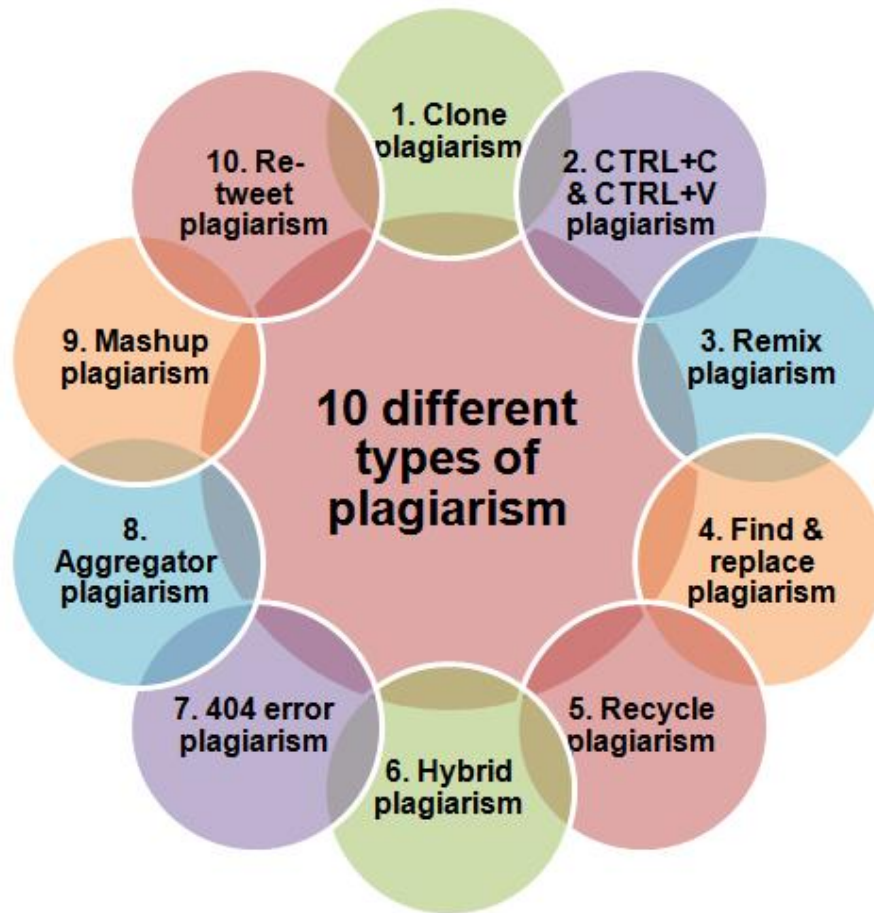 10 different
types of
plagiarism
1. Clone
plagiarism
2. CTRL+C
& CTRL+V
plagiarism
3. Remix
plagiarism
4. Find &
replace
plagiarism
5. Recycle
plagiarism
6. Hybrid
plagiarism
7. 404 error
plagiarism
8.
Aggregator
plagiarism
9. Mashup
plagiarism
10. Re-
tweet
plagiarism